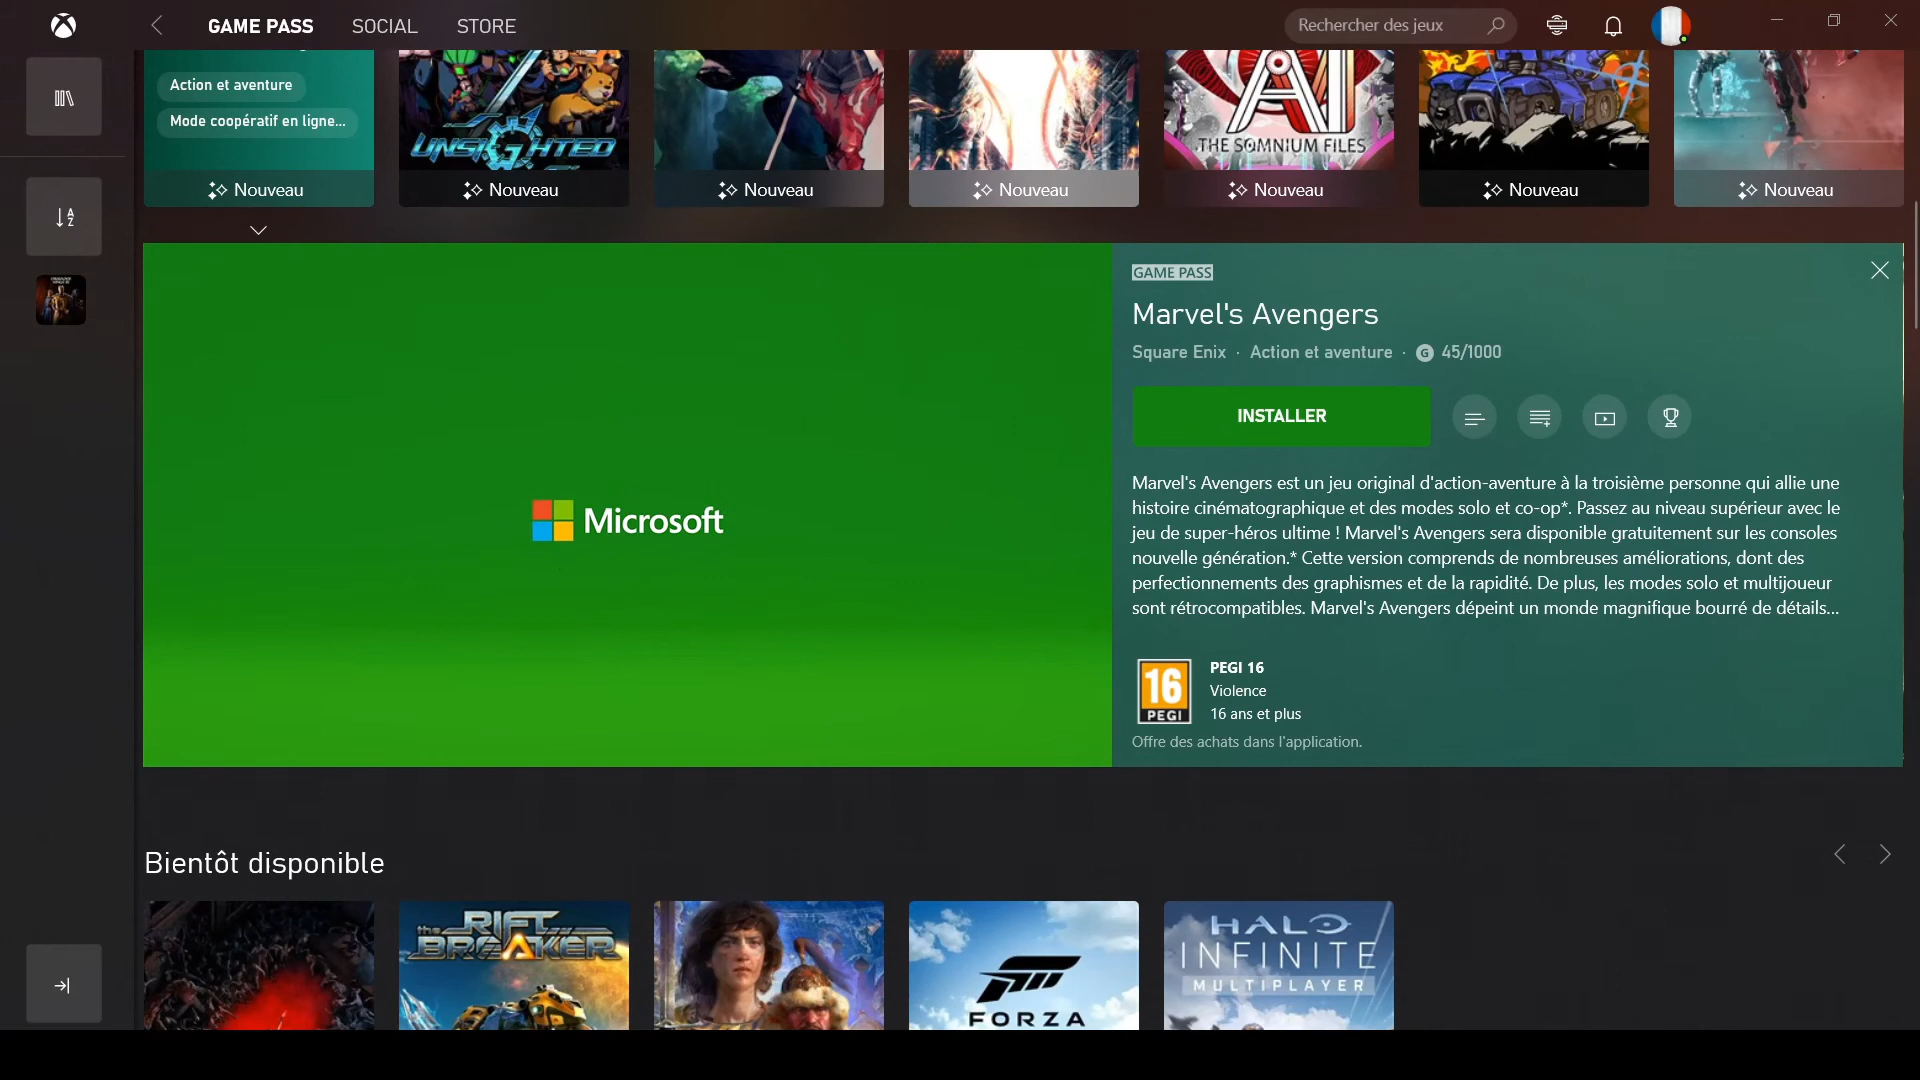 GAME PASS
SOCIAL
STORE
Rechercher des jeux
Action et aventure
Mode coopératif en ligne...
UNSIGHTED
AI
THE SOMNIUM FILES
Nouveau
Nouveau
Nouveau
Nouveau
Nouveau
Nouveau
Nouveau
A
Z
Microsoft
GAME PASS
Marvel's Avengers
Square Enix · Action et aventure · G 45/1000
INSTALLER
Marvel's Avengers est un jeu original d'action-aventure à la troisième personne qui allie une
histoire cinématographique et des modes solo et co-op*. Passez au niveau supérieur avec le
jeu de super-héros ultime ! Marvel's Avengers sera disponible gratuitement sur les consoles
nouvelle génération.* Cette version comprends de nombreuses améliorations, dont des
perfectionnements des graphismes et de la rapidité. De plus, les modes solo et multijoueur
sont rétrocompatibles. Marvel's Avengers dépeint un monde magnifique bourré de détails...
16
PEGI
PEGI 16
Violence
16 ans et plus
Offre des achats dans l'application.
Bientôt disponible
the RIFT
BREAKER
FORZA
HALO
INFINITE
MULTIPLAYER